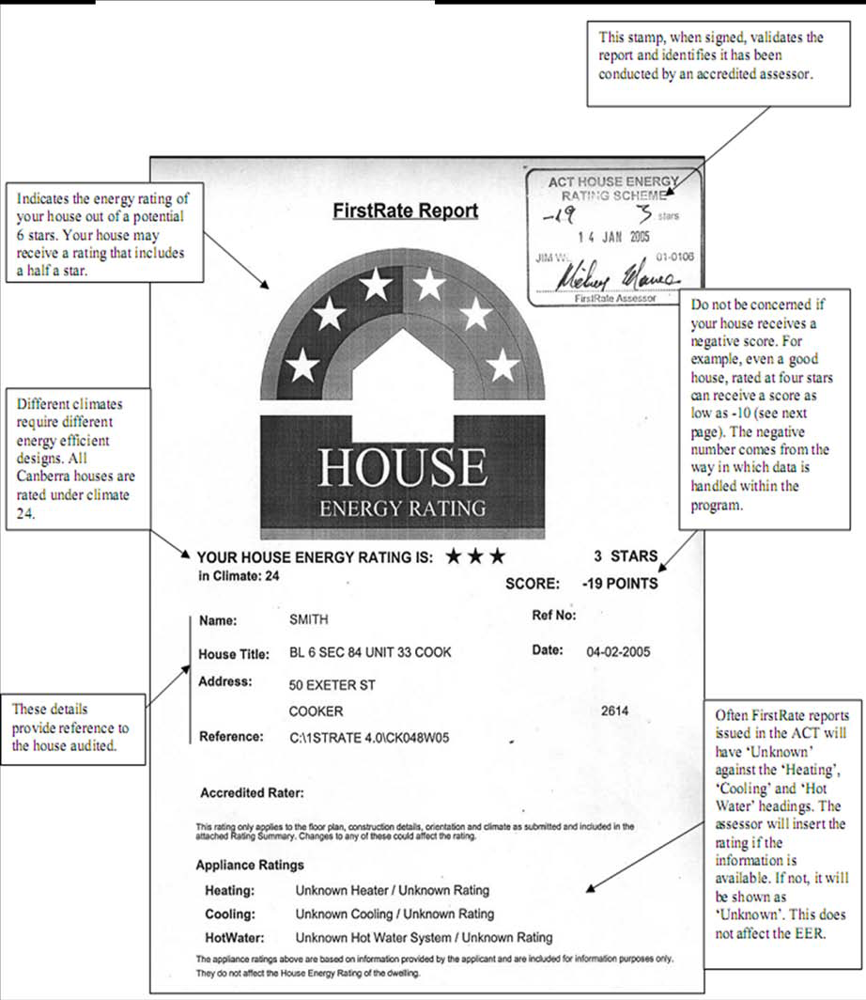 This stamp, when signed, validates the
report and identifies it has been
conducted by an accredited assessor.
Indicates the energy rating of
your house out of a potential
6 stars. Your house may
receive a rating that includes
a half a star.
FirstRate Report
ACT HOUSE ENERGY
RATING SCHEME
-19 3 stars
14 JAN 2005
JIM 01-0106
FirstRate Assessor
Do not be concerned if
your house receives a
negative score. For
example, even a good
house, rated at four stars
can receive a score as
low as -10 (see next
page). The negative
number comes from the
way in which data is
handled within the
program.
Different climates
require different
energy efficient
designs. All
Canberra houses are
rated under climate
24.
HOUSE
ENERGY RATING
YOUR HOUSE ENERGY RATING IS: ★ ★ ★ 3 STARS
in Climate: 24
SCORE: -19 POINTS
Name: SMITH Ref No:
House Title: BL 6 SEC 84 UNIT 33 COOK Date: 04-02-2005
Address: 50 EXETER ST
COOKER 2614
Reference: C:\1STRATE 4.0\CK048W05
These details
provide reference to
the house audited.
Accredited Rater:
This rating only applies to the floor plan, construction details, orientation and climate as submitted and included in the
attached Rating Summary. Changes to any of these could affect the rating.
Appliance Ratings
Heating: Unknown Heater / Unknown Rating
Cooling: Unknown Cooling / Unknown Rating
HotWater: Unknown Hot Water System / Unknown Rating
The appliance ratings above are based on information provided by the applicant and are included for information purposes only.
They do not affect the House Energy Rating of the dwelling.
Often FirstRate reports
issued in the ACT will
have ‘Unknown’
against the ‘Heating’,
‘Cooling’ and ‘Hot
Water’ headings. The
assessor will insert the
rating if the
information is
available. If not, it will
be shown as
‘Unknown’. This does
not affect the EER.